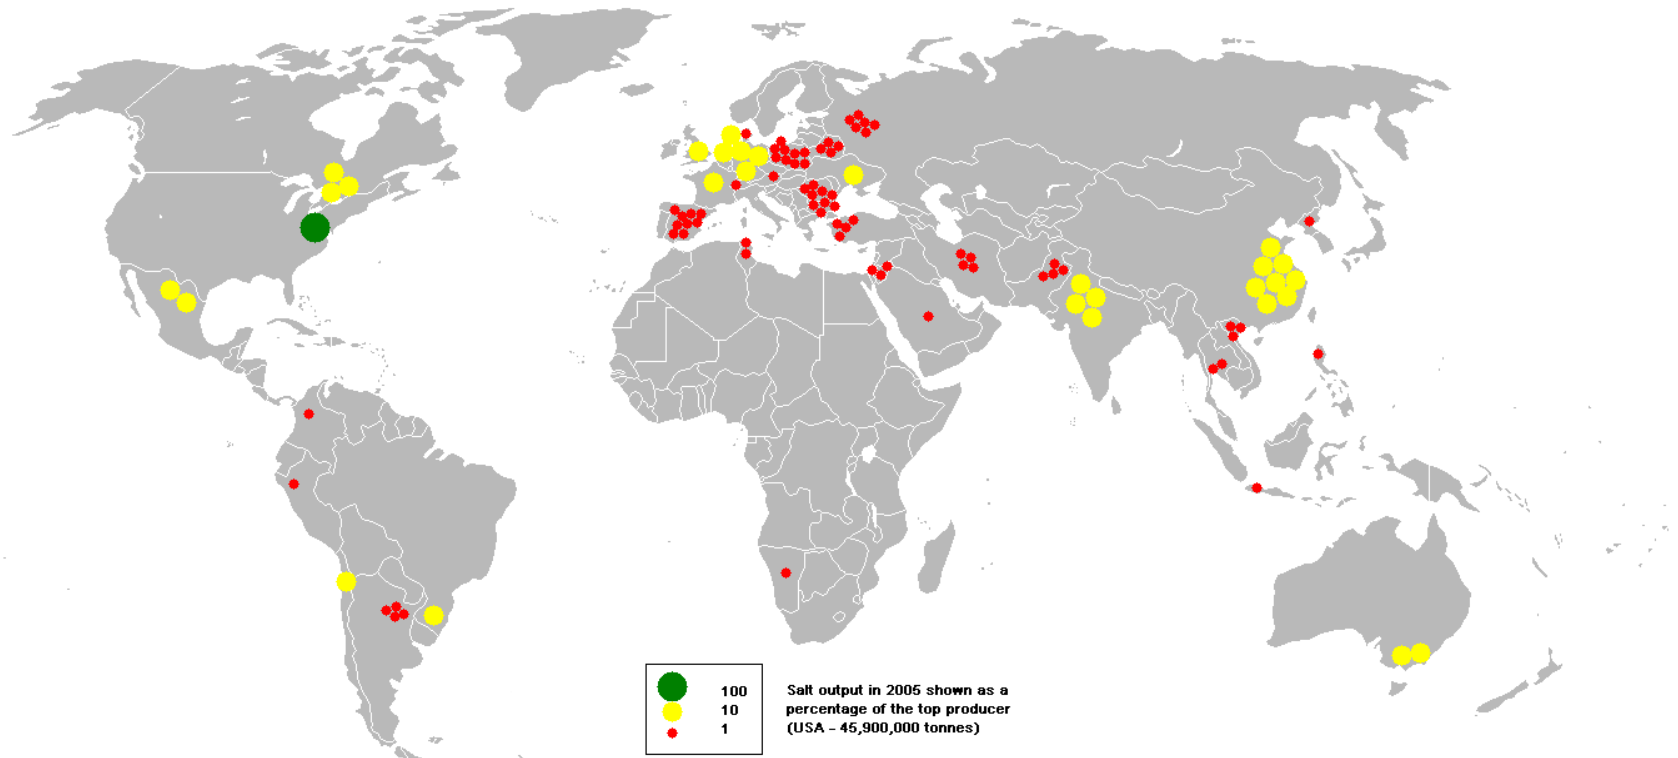 100
10
1
Salt output in 2005 shown as a
percentage of the top producer
(USA - 45,900,000 tonnes)